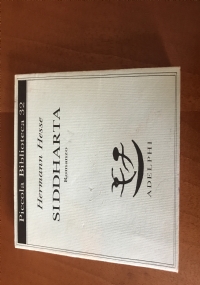 Piccola Biblioteca 32
Hermann Hesse
SIDDHARTA
Romanzo
ADELPHI